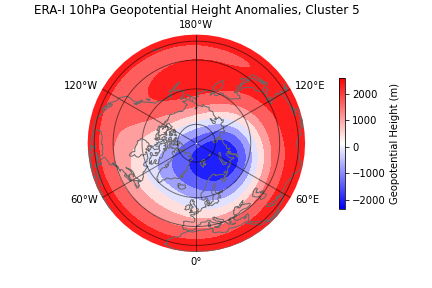 ERA-I 10hPa Geopotential Height Anomalies, Cluster 5
180°W
120°W
120°E
60°W
60°E
0°
2000
1000
0
−1000
−2000
Geopotential Height (m)